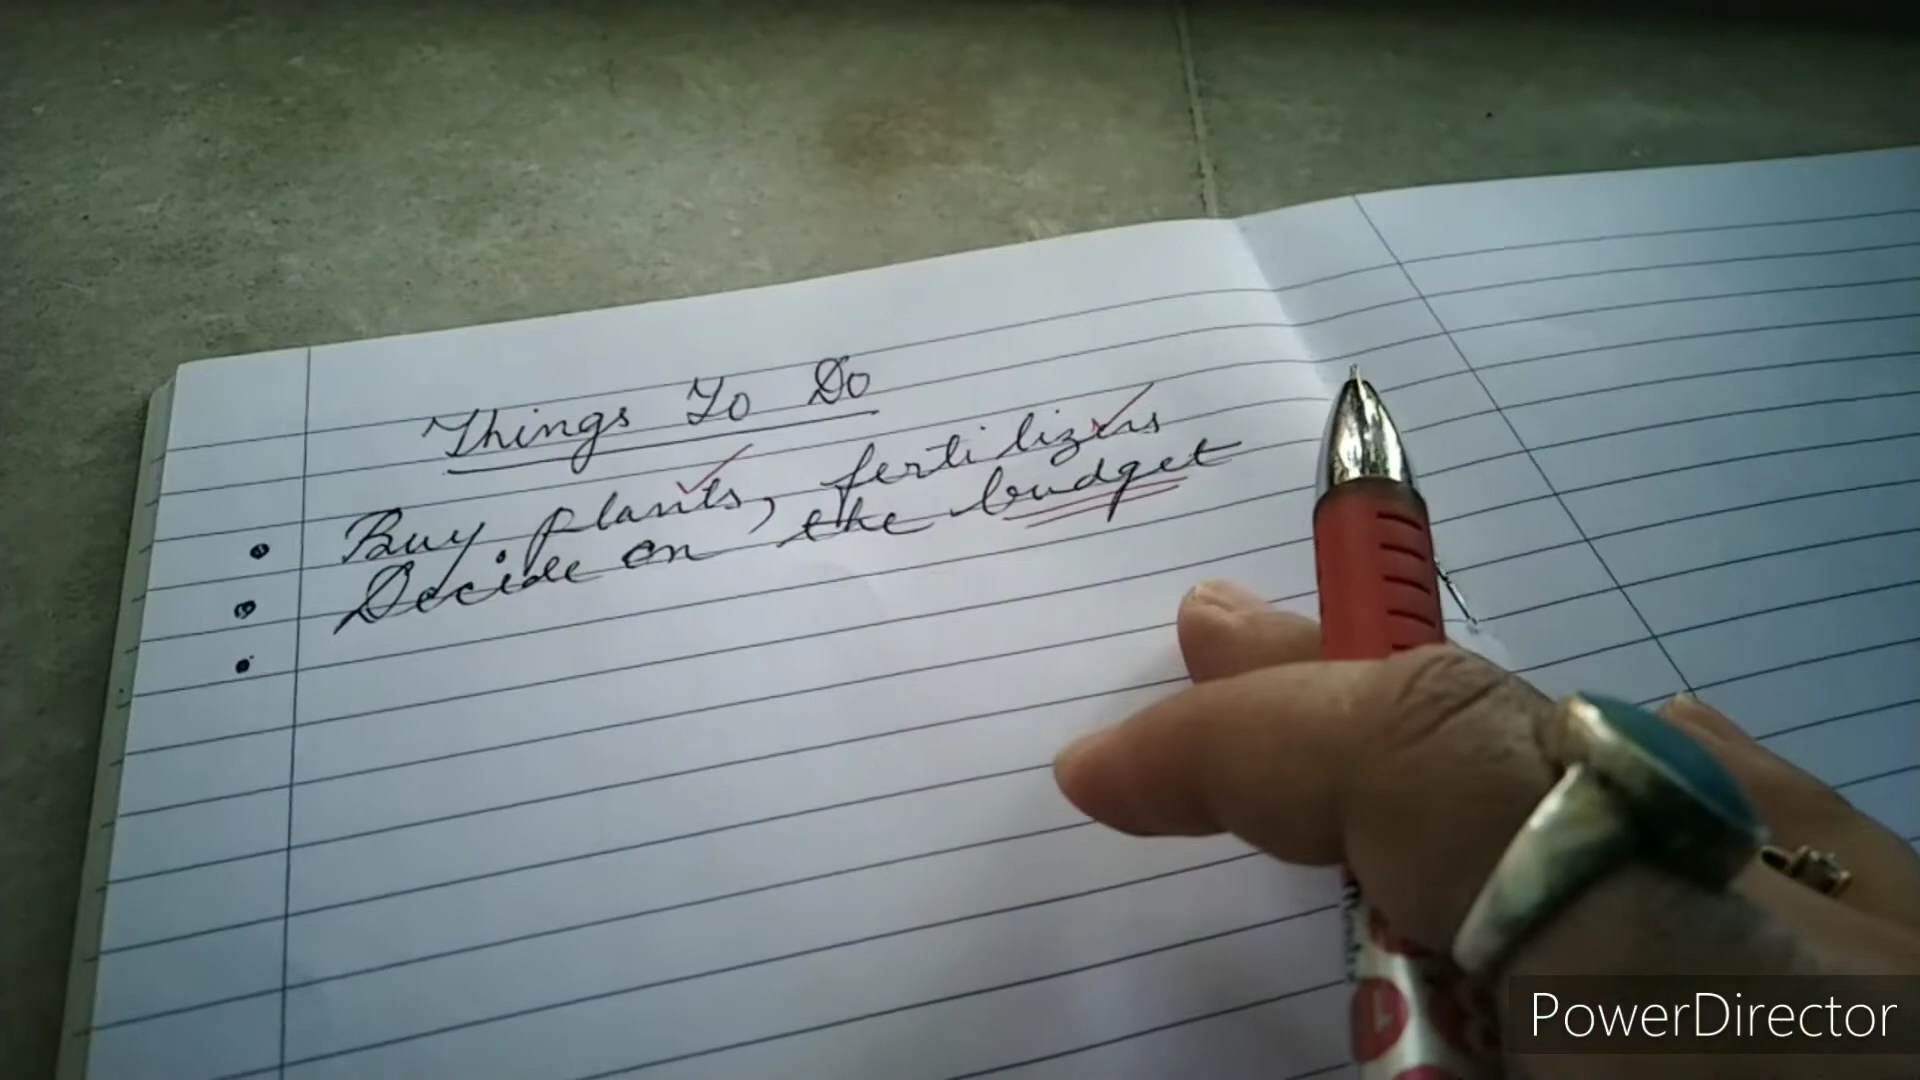 Things To Do
• Buy plants, fertilizers
• Decide on the budget
•
PowerDirector